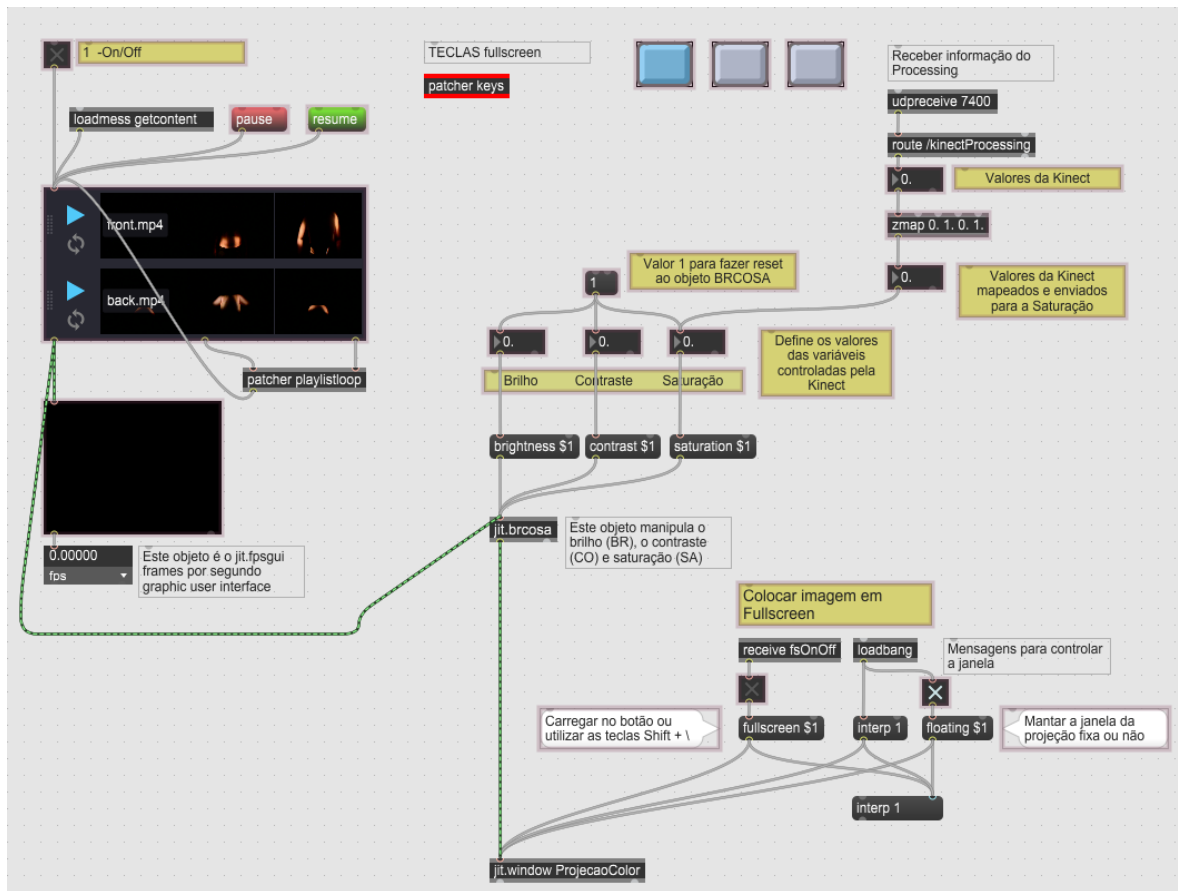 1 -On/Off
TECLAS fullscreen
patcher keys
Receber informação do
Processing
udpreceive 7400
route /kinectProcessing
0.
Valores da Kinect
zmap 0. 1. 0. 1.
0.
Valores da Kinect
mapeados e enviados
para a Saturação
loadmess getcontent
pause
resume
front.mp4
back.mp4
patcher playlistloop
Valor 1 para fazer reset
ao objeto BRCOSA
1
0.
0.
0.
Brilho Contraste Saturação
Define os valores
das variáveis
controladas pela
Kinect
brightness $1
contrast $1
saturation $1
jit.brcosa
Este objeto manipula o
brilho (BR), o contraste
(CO) e saturação (SA)
0.00000
fps
Este objeto é o jit.fpsgui
frames por segundo
graphic user interface
Colocar imagem em
Fullscreen
receive fsOnOff
loadbang
Mensagens para controlar
a janela
Carregar no botão ou
utilizar as teclas Shift + \
fullscreen $1
interp 1
floating $1
Mantar a janela da
projeção fixa ou não
interp 1
jit.window ProjecaoColor